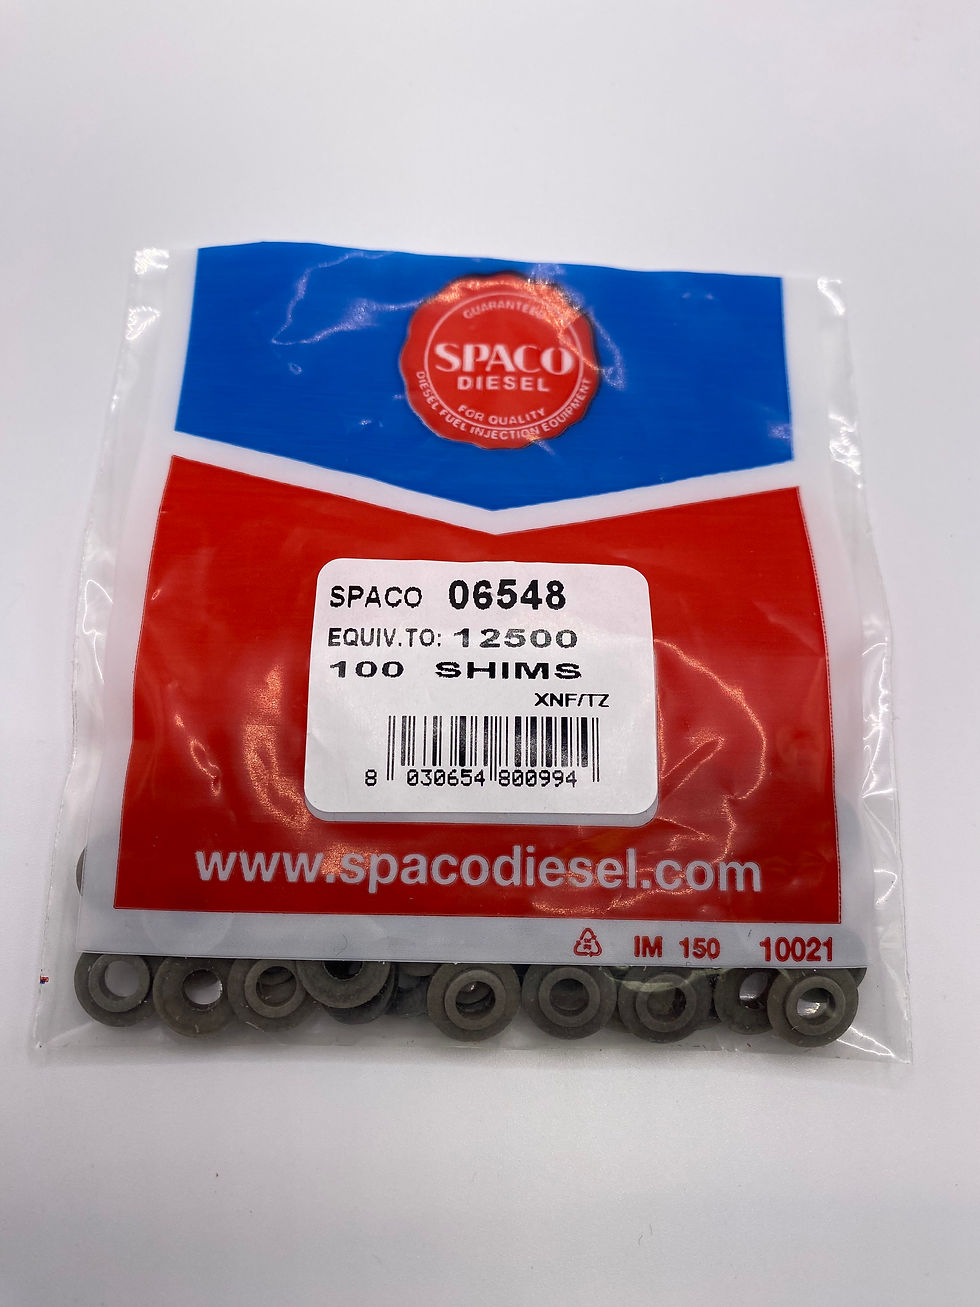 GUARANTEED
SPACO
DIESEL
FOR QUALITY
DIESEL FUEL INJECTION EQUIPMENT
SPACO 06548
EQUIV.TO: 12500
100 SHIMS
XNF/TZ
8 030654 800994
www.spacodiesel.com
IM 150 10021